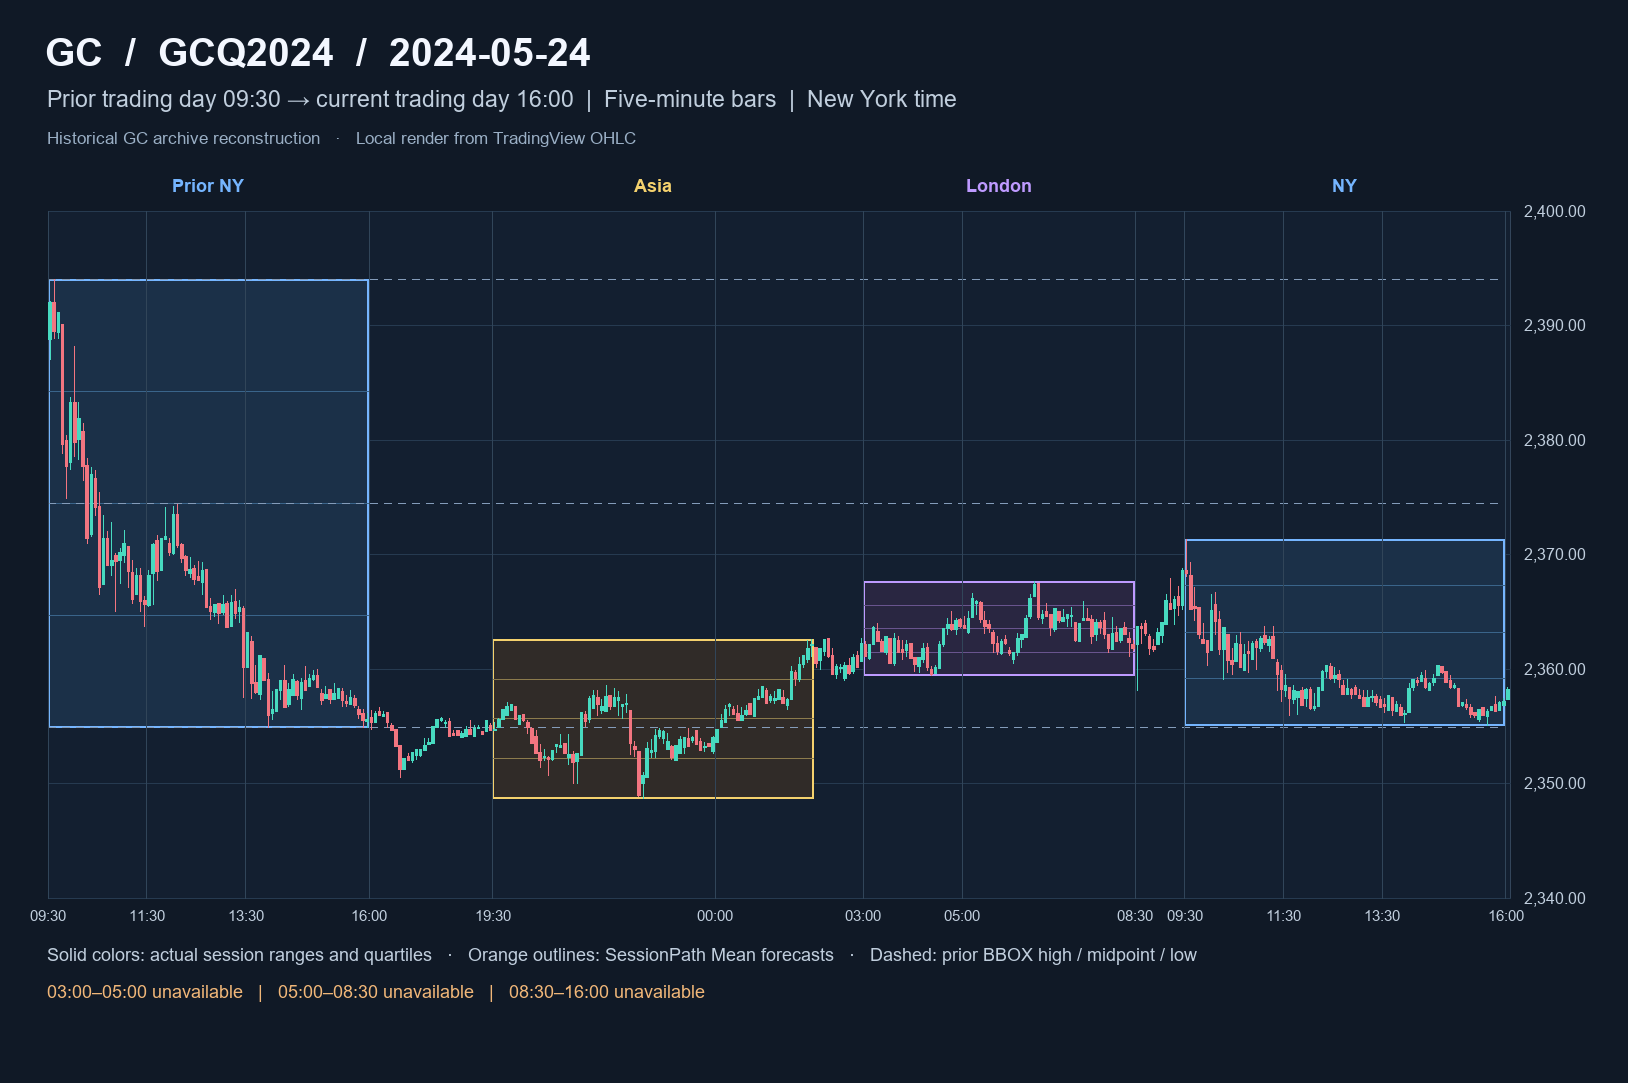 GC / GCQ2024 / 2024-05-24
Prior trading day 09:30 → current trading day 16:00 | Five-minute bars | New York time
Historical GC archive reconstruction · Local render from TradingView OHLC
Prior NY Asia London NY
2,400.00
2,390.00
2,380.00
2,370.00
2,360.00
2,350.00
2,340.00
09:30 11:30 13:30 16:00 19:30 00:00 03:00 05:00 08:30 09:30 11:30 13:30 16:00
Solid colors: actual session ranges and quartiles · Orange outlines: SessionPath Mean forecasts · Dashed: prior BBOX high / midpoint / low
03:00–05:00 unavailable | 05:00–08:30 unavailable | 08:30–16:00 unavailable